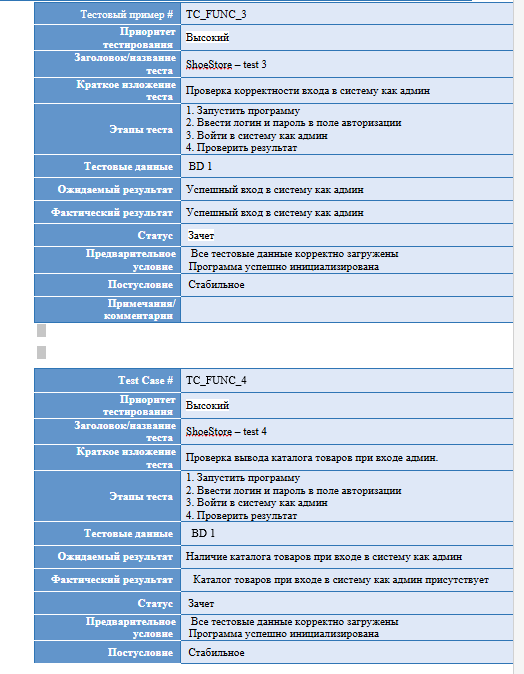 Тестовый пример # TC_FUNC_3
Приоритет тестирования Высокий
Заголовок/название теста ShoeStore – test 3
Краткое изложение теста Проверка корректности входа в систему как админ
Этапы теста 1. Запустить программу
2. Ввести логин и пароль в поле авторизации
3. Войти в систему как админ
4. Проверить результат
Тестовые данные BD 1
Ожидаемый результат Успешный вход в систему как админ
Фактический результат Успешный вход в систему как админ
Статус Зачет
Предварительное условие Все тестовые данные корректно загружены
Программа успешно инициализирована
Постусловие Стабильное
Примечания/комментарии
Test Case # TC_FUNC_4
Приоритет тестирования Высокий
Заголовок/название теста ShoeStore – test 4
Краткое изложение теста Проверка вывода каталога товаров при входе админ.
Этапы теста 1. Запустить программу
2. Ввести логин и пароль в поле авторизации
3. Войти в систему как админ
4. Проверить результат
Тестовые данные BD 1
Ожидаемый результат Наличие каталога товаров при входе в систему как админ
Фактический результат Каталог товаров при входе в систему как админ присутствует
Статус Зачет
Предварительное условие Все тестовые данные корректно загружены
Программа успешно инициализирована
Постусловие Стабильное